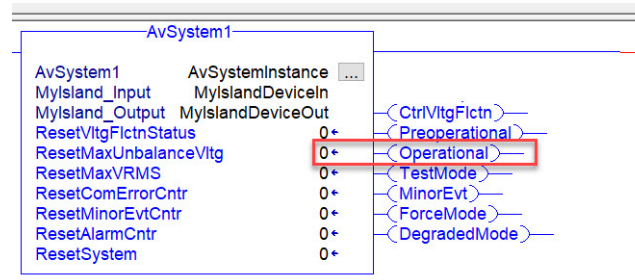 AvSystem1
AvSystem1 AvSystemInstance ...
MyIsland_Input MyIslandDeviceIn
MyIsland_Output MyIslandDeviceOut CtrlVltgFlctn
ResetVltgFlctnStatus 0 Preoperational
ResetMaxUnbalanceVltg 0 Operational
ResetMaxVRMS 0 TestMode
ResetComErrorCntr 0 MinorEvt
ResetMinorEvtCntr 0 ForceMode
ResetAlarmCntr 0 DegradedMode
ResetSystem 0